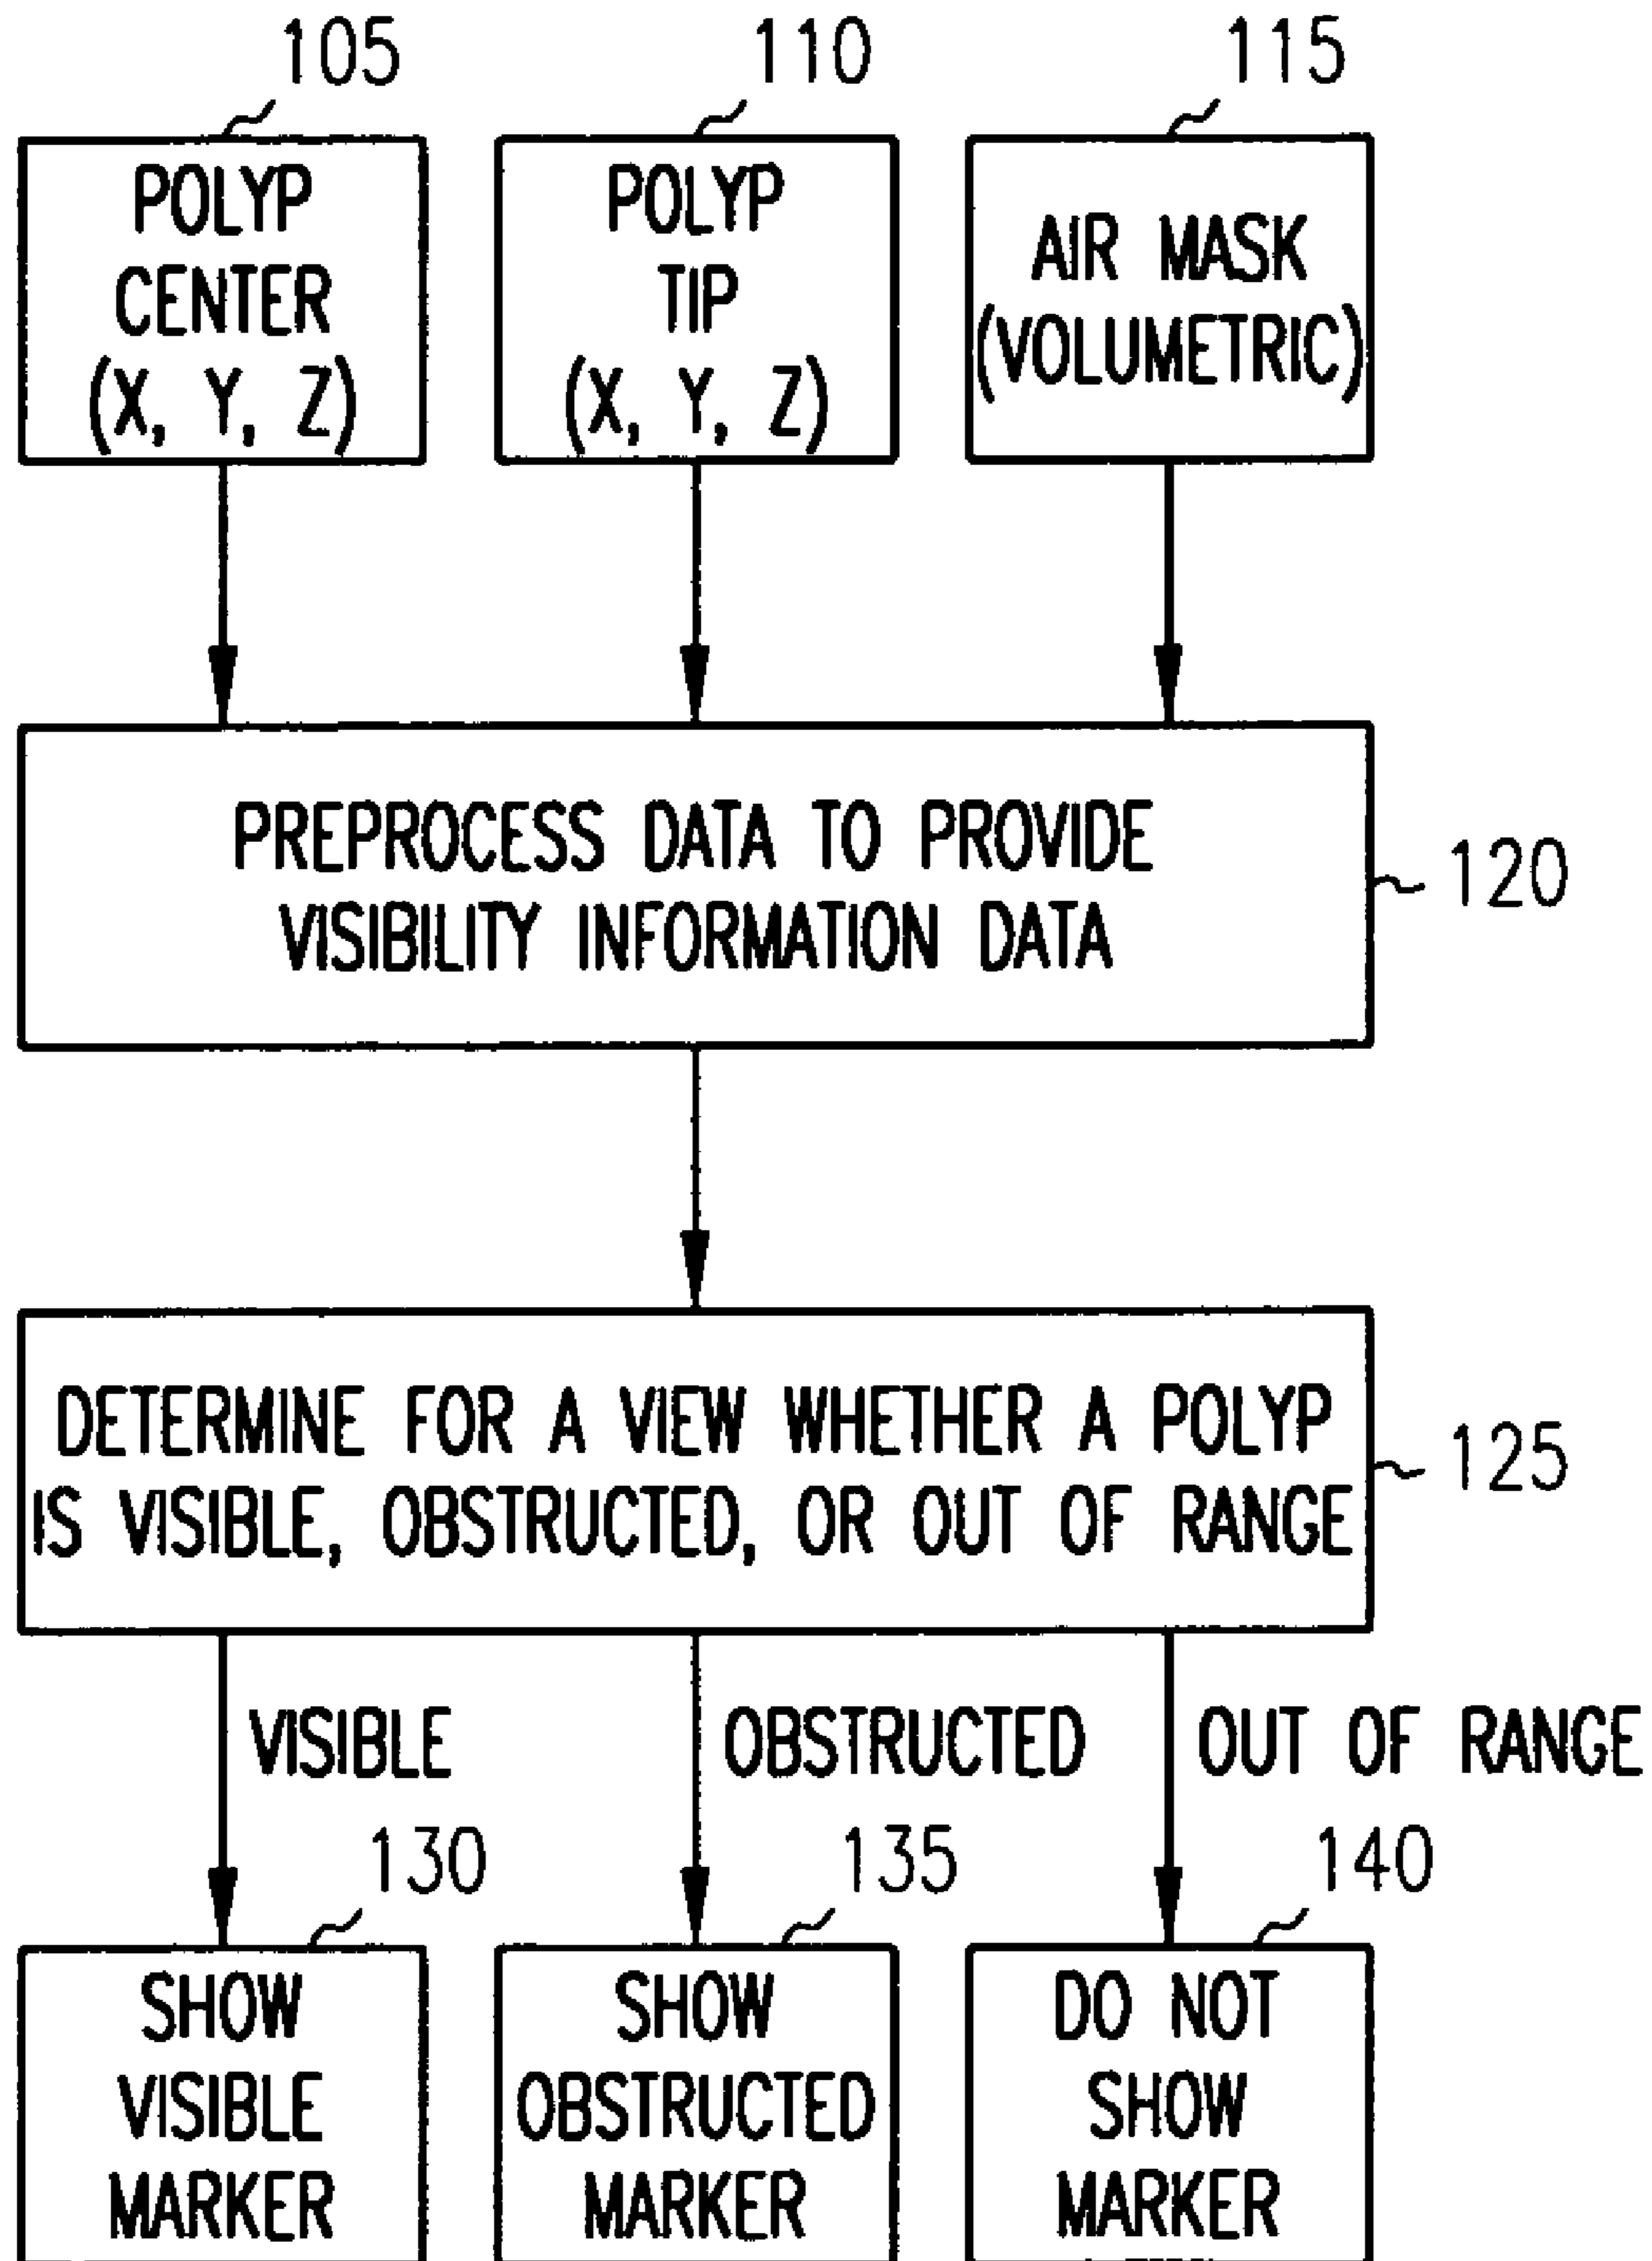 105
110
115
POLYP
CENTER
(X, Y, Z)
POLYP
TIP
(X, Y, Z)
AIR MASK
(VOLUMETRIC)
PREPROCESS DATA TO PROVIDE
VISIBILITY INFORMATION DATA
120
DETERMINE FOR A VIEW WHETHER A POLYP
IS VISIBLE, OBSTRUCTED, OR OUT OF RANGE
125
VISIBLE
OBSTRUCTED
OUT OF RANGE
130
135
140
SHOW
VISIBLE
MARKER
SHOW
OBSTRUCTED
MARKER
DO NOT
SHOW
MARKER